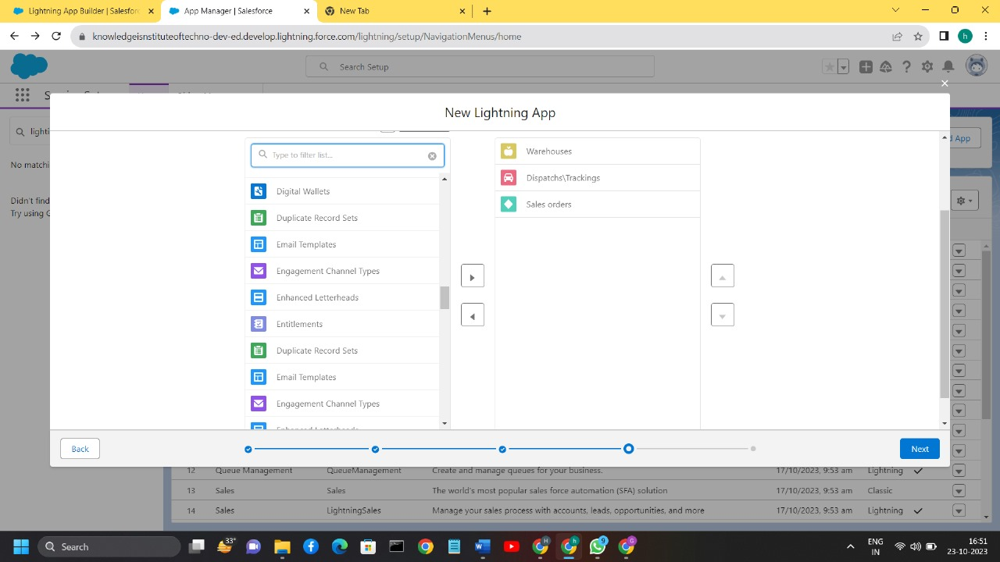 Lightning App Builder | Salesforc
App Manager | Salesforce
New Tab
knowledgeisnstituteoftechno-dev-ed.develop.lightning.force.com/lightning/setup/NavigationMenus/home
h
Search Setup
lighti
New Lightning App
d App
No matchi
Didn't find
Try using G
Type to filter list...
Digital Wallets
Duplicate Record Sets
Email Templates
Engagement Channel Types
Enhanced Letterheads
Entitlements
Duplicate Record Sets
Email Templates
Engagement Channel Types
Enhanced Letterheads
Warehouses
Dispatchs\Trackings
Sales orders
Back
Next
12 Queue Management QueueManagement Create and manage queues for your business. 17/10/2023, 9:53 am Lightning
13 Sales Sales The world's most popular sales force automation (SFA) solution 17/10/2023, 9:53 am Classic
14 Sales LightningSales Manage your sales process with accounts, leads, opportunities, and more 17/10/2023, 9:53 am Lightning
Search
33°
H
h
9
G
ENG
IN
16:51
23-10-2023